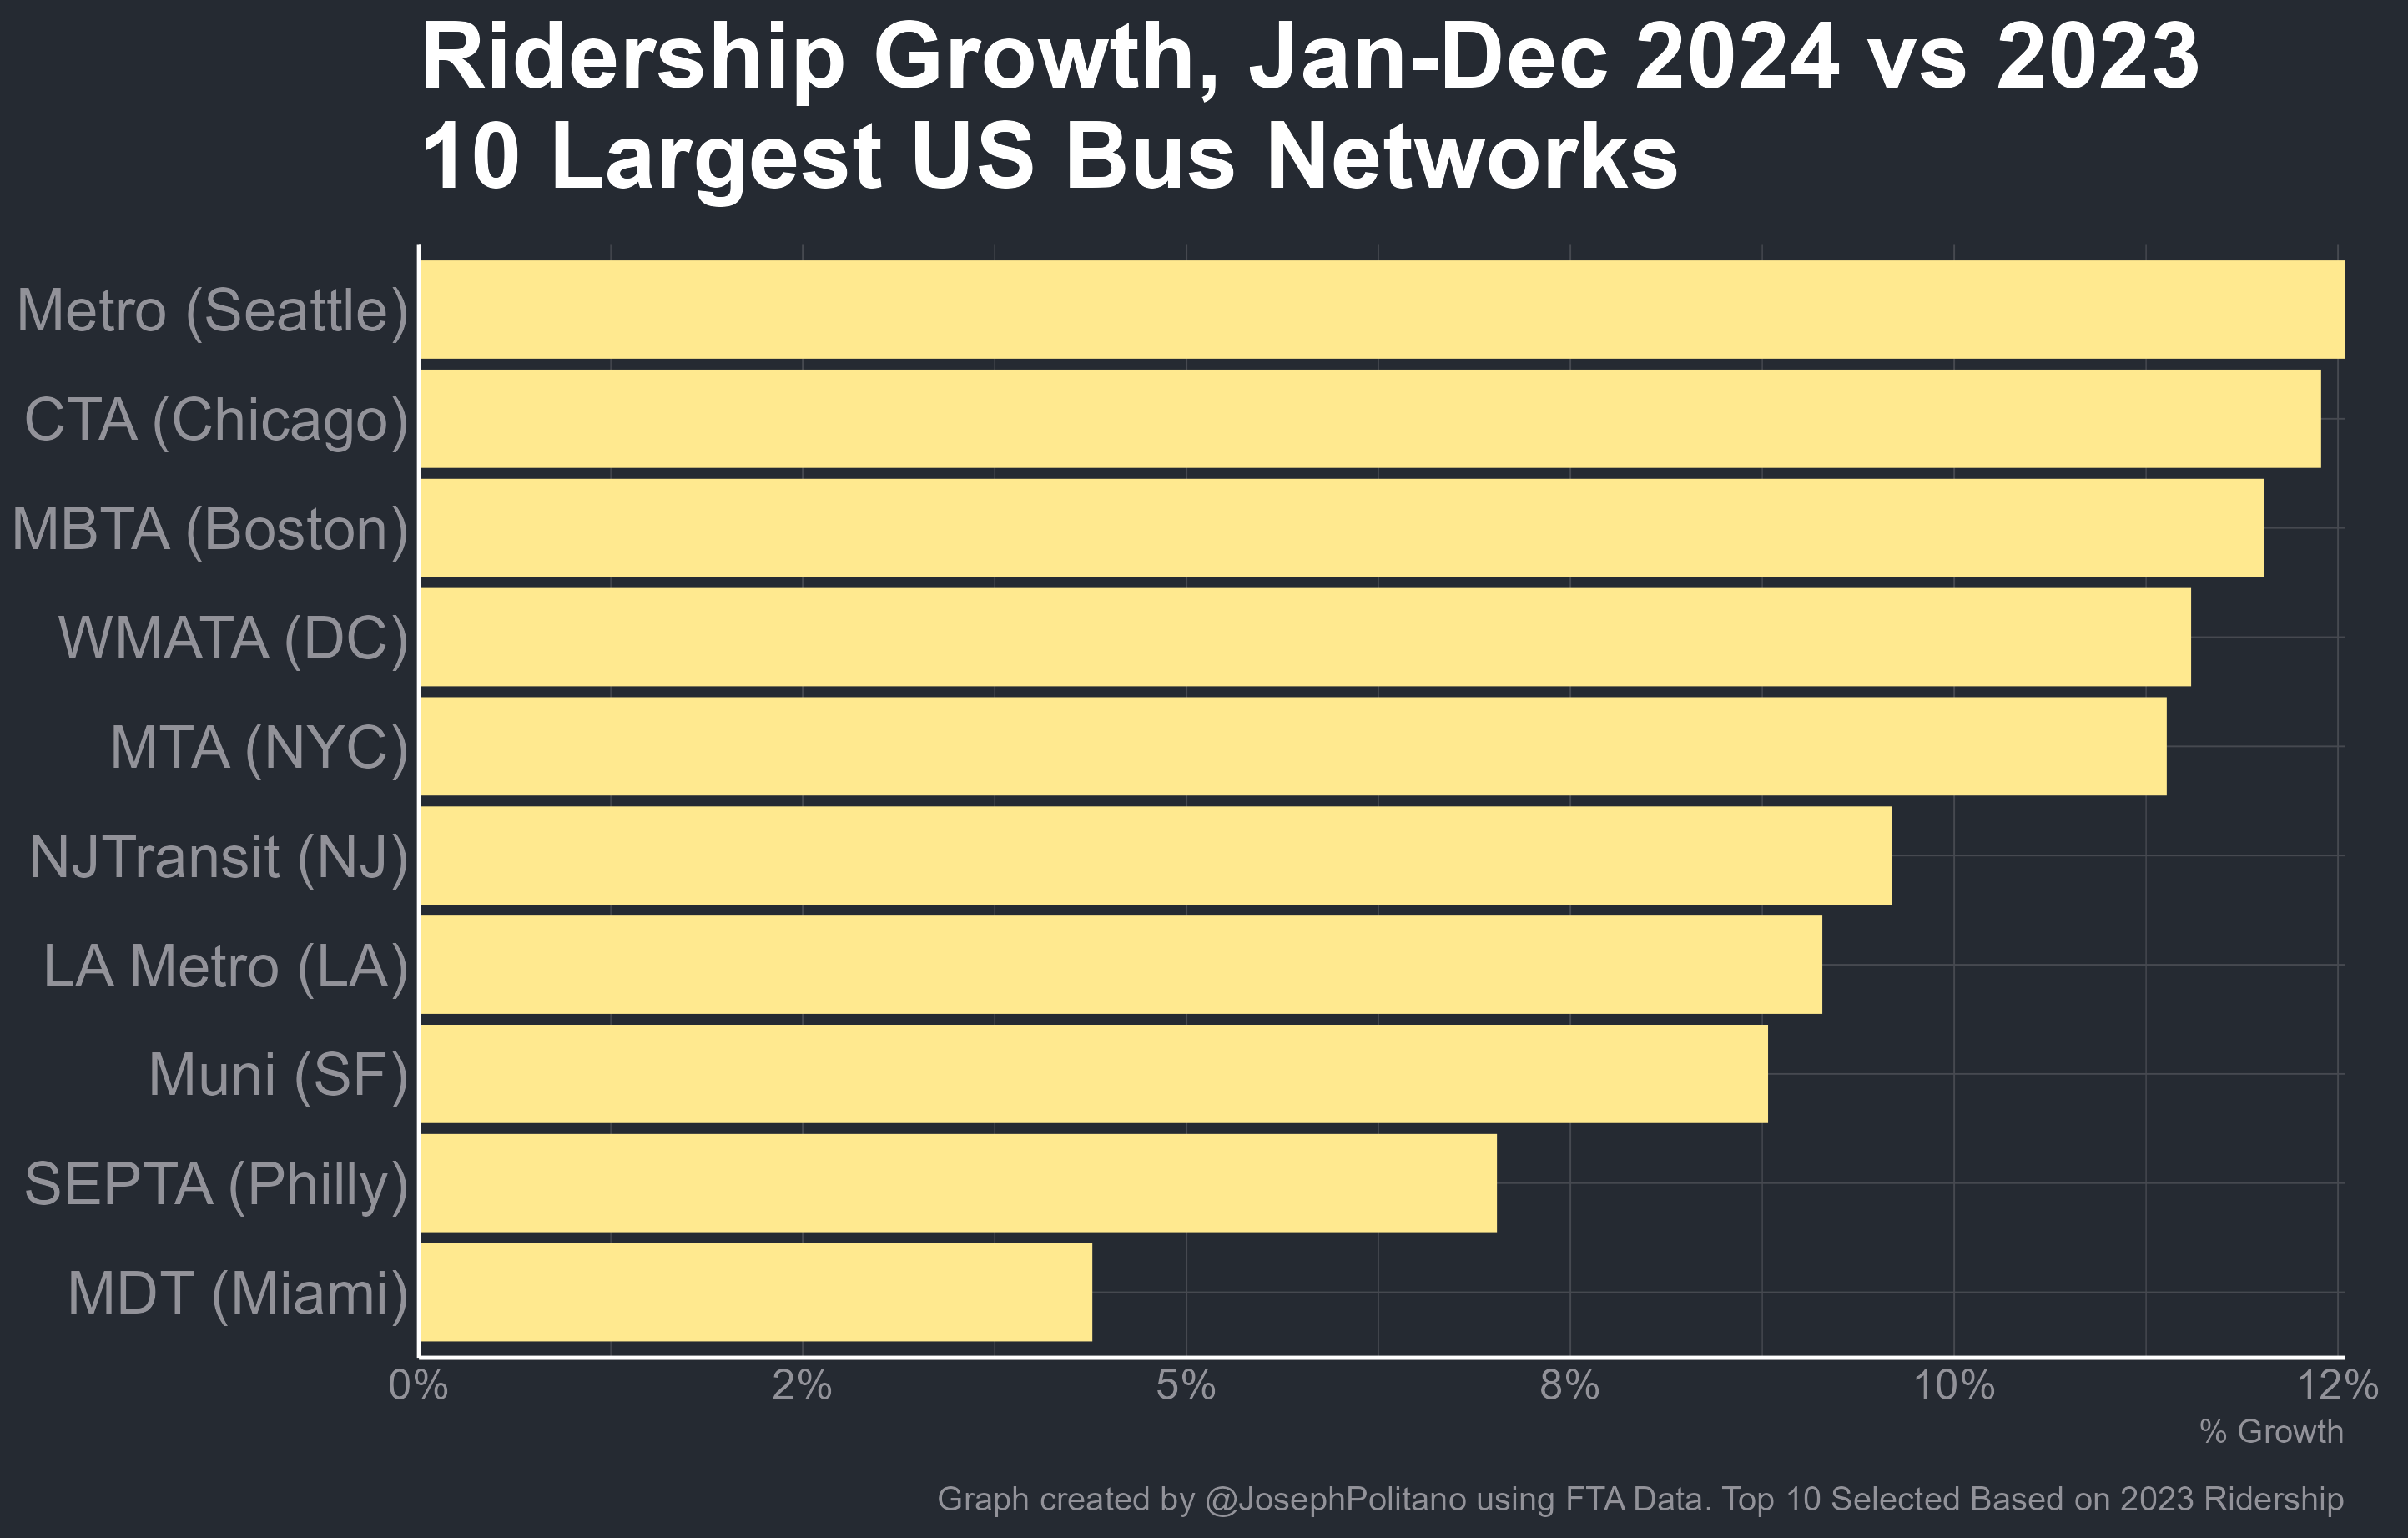 Ridership Growth, Jan-Dec 2024 vs 2023
10 Largest US Bus Networks
Metro (Seattle)
CTA (Chicago)
MBTA (Boston)
WMATA (DC)
MTA (NYC)
NJTransit (NJ)
LA Metro (LA)
Muni (SF)
SEPTA (Philly)
MDT (Miami)
0% 2% 5% 8% 10% 12%
% Growth
Graph created by @JosephPolitano using FTA Data. Top 10 Selected Based on 2023 Ridership